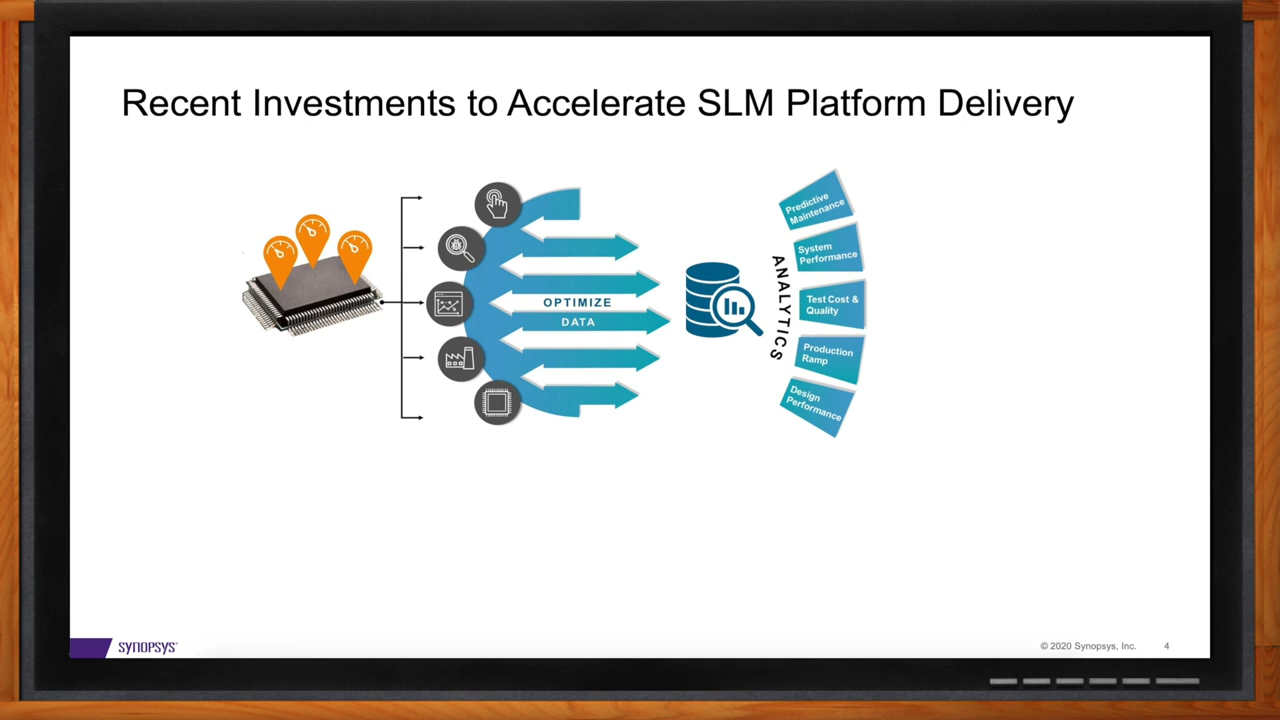 Recent Investments to Accelerate SLM Platform Delivery
OPTIMIZE
DATA
ANALYTICS
Predictive
Maintenance
System
Performance
Test Cost &
Quality
Production
Ramp
Design
Performance
SYNOPSYS®
© 2020 Synopsys, Inc.
4